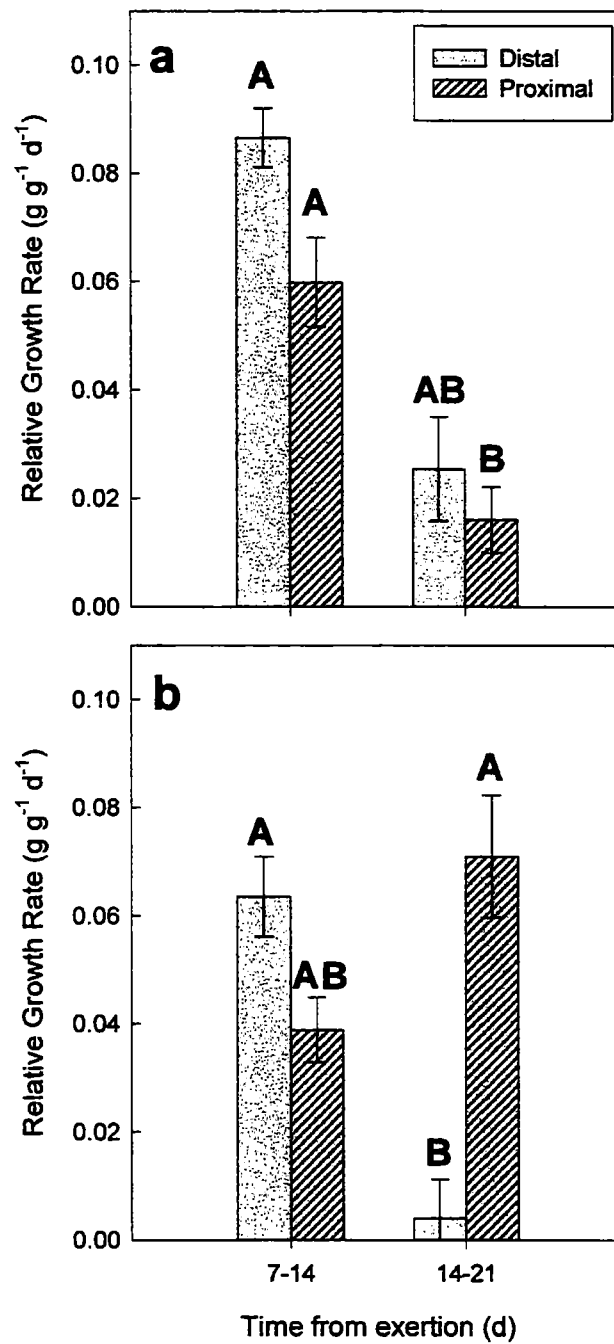 a
Distal
Proximal
Relative Growth Rate (g g⁻¹ d⁻¹)
0.10
0.08
0.06
0.04
0.02
0.00
A
A
AB
B
b
Relative Growth Rate (g g⁻¹ d⁻¹)
0.10
0.08
0.06
0.04
0.02
0.00
A
AB
B
A
7-14
14-21
Time from exertion (d)